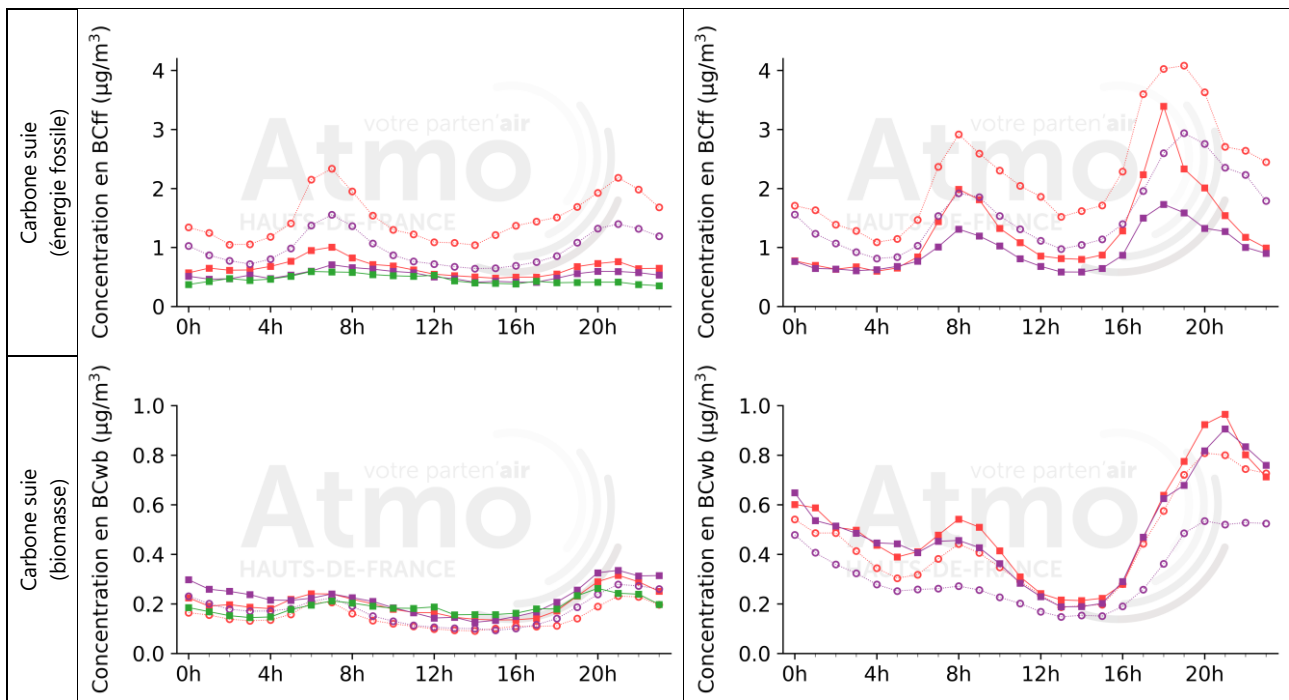 Carbone suie
(énergie fossile)
Concentration en BCff (µg/m³)
4
3
2
1
0
0h 4h 8h 12h 16h 20h
votre parten'air
Atmo
HAUTS-DE-FRANCE
Concentration en BCff (µg/m³)
4
3
2
1
0
0h 4h 8h 12h 16h 20h
votre parten'air
Atmo
HAUTS-DE-FRANCE
Carbone suie
(biomasse)
Concentration en BCwb (µg/m³)
1.0
0.8
0.6
0.4
0.2
0.0
0h 4h 8h 12h 16h 20h
votre parten'air
Atmo
HAUTS-DE-FRANCE
Concentration en BCwb (µg/m³)
1.0
0.8
0.6
0.4
0.2
0.0
0h 4h 8h 12h 16h 20h
votre parten'air
Atmo
HAUTS-DE-FRANCE